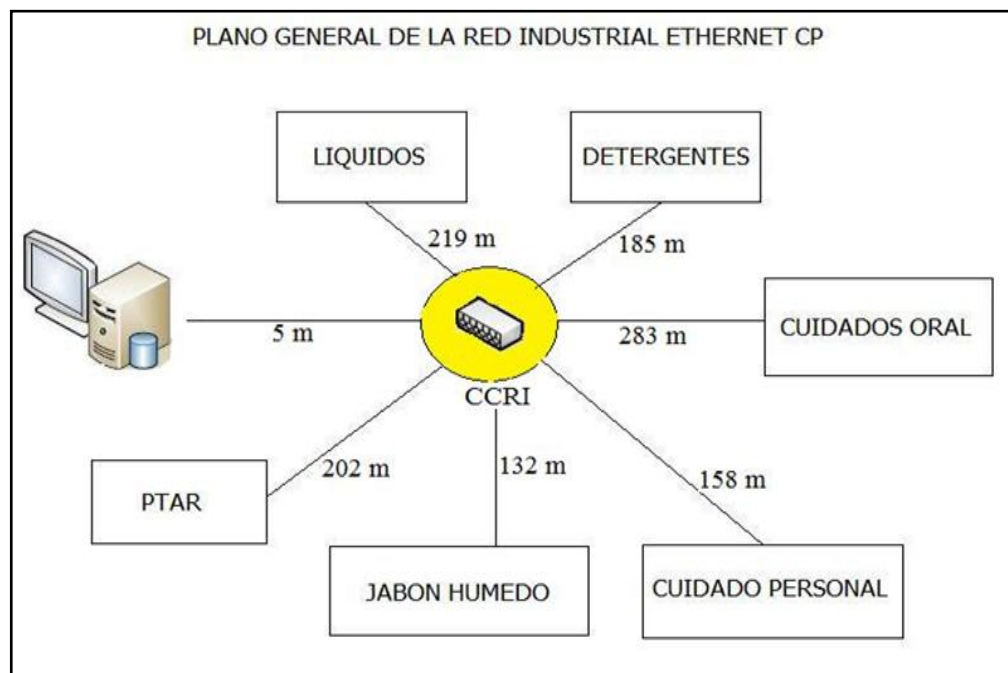 PLANO GENERAL DE LA RED INDUSTRIAL ETHERNET CP
LIQUIDOS
DETERGENTES
219 m
185 m
5 m
283 m
CUIDADOS ORAL
CCRI
202 m
132 m
158 m
PTAR
JABON HUMEDO
CUIDADO PERSONAL